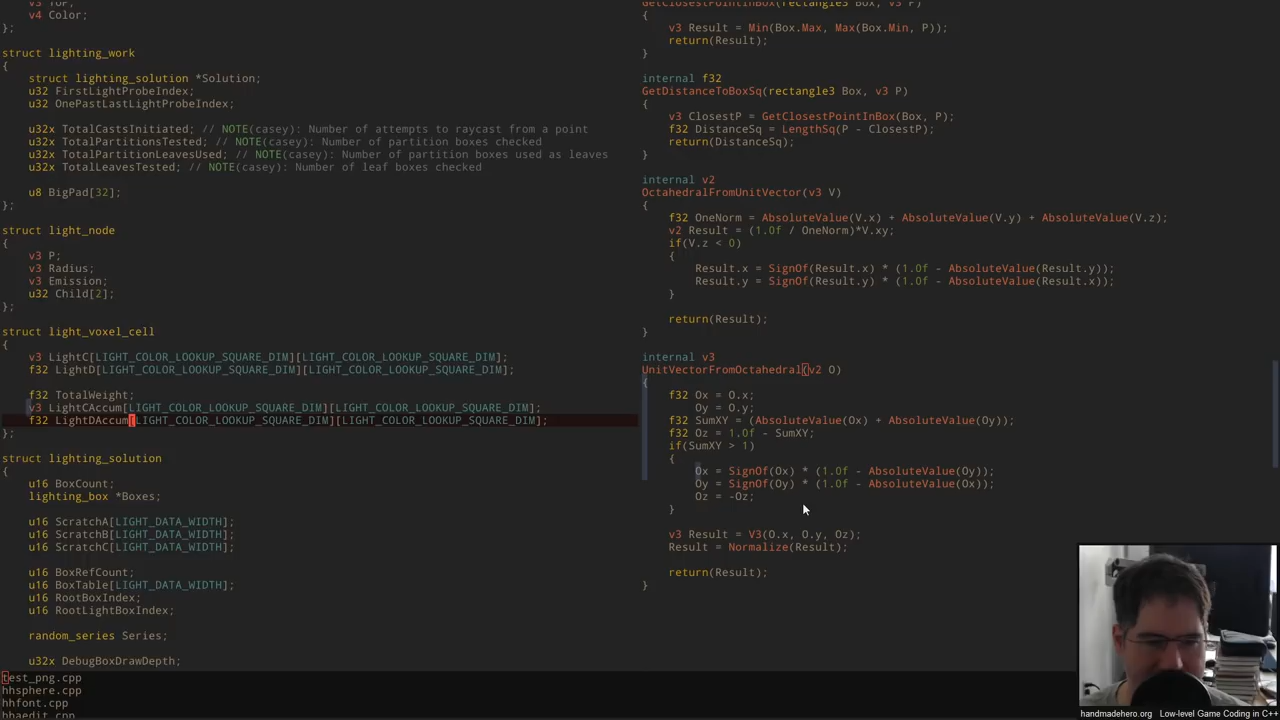 v3 ToP,
v4 Color;
};
struct lighting_work
{
struct lighting_solution *Solution;
u32 FirstLightProbeIndex;
u32 OnePastLastLightProbeIndex;
u32x TotalCastsInitiated; // NOTE(casey): Number of attempts to raycast from a point
u32x TotalPartitionsTested; // NOTE(casey): Number of partition boxes checked
u32x TotalPartitionLeavesUsed; // NOTE(casey): Number of partition boxes used as leaves
u32x TotalLeavesTested; // NOTE(casey): Number of leaf boxes checked
u8 BigPad[32];
};
struct light_node
{
v3 P;
v3 Radius;
v3 Emission;
u32 Child[2];
};
struct light_voxel_cell
{
v3 LightC[LIGHT_COLOR_LOOKUP_SQUARE_DIM][LIGHT_COLOR_LOOKUP_SQUARE_DIM];
f32 LightD[LIGHT_COLOR_LOOKUP_SQUARE_DIM][LIGHT_COLOR_LOOKUP_SQUARE_DIM];
f32 TotalWeight;
v3 LightCAccum[LIGHT_COLOR_LOOKUP_SQUARE_DIM][LIGHT_COLOR_LOOKUP_SQUARE_DIM];
f32 LightDAccum[LIGHT_COLOR_LOOKUP_SQUARE_DIM][LIGHT_COLOR_LOOKUP_SQUARE_DIM];
};
struct lighting_solution
{
u16 BoxCount;
lighting_box *Boxes;
u16 ScratchA[LIGHT_DATA_WIDTH];
u16 ScratchB[LIGHT_DATA_WIDTH];
u16 ScratchC[LIGHT_DATA_WIDTH];
u16 BoxRefCount;
u16 BoxTable[LIGHT_DATA_WIDTH];
u16 RootBoxIndex;
u16 RootLightBoxIndex;
random_series Series;
u32x DebugBoxDrawDepth;
GetClosestPointInBox(rectangle3 Box, v3 P)
{
v3 Result = Min(Box.Max, Max(Box.Min, P));
return(Result);
}
internal f32
GetDistanceToBoxSq(rectangle3 Box, v3 P)
{
v3 ClosestP = GetClosestPointInBox(Box, P);
f32 DistanceSq = LengthSq(P - ClosestP);
return(DistanceSq);
}
internal v2
OctahedralFromUnitVector(v3 V)
{
f32 OneNorm = AbsoluteValue(V.x) + AbsoluteValue(V.y) + AbsoluteValue(V.z);
v2 Result = (1.0f / OneNorm)*V.xy;
if(V.z < 0)
{
Result.x = SignOf(Result.x) * (1.0f - AbsoluteValue(Result.y));
Result.y = SignOf(Result.y) * (1.0f - AbsoluteValue(Result.x));
}
return(Result);
}
internal v3
UnitVectorFromOctahedral(v2 O)
{
f32 Ox = O.x;
Oy = O.y;
f32 SumXY = (AbsoluteValue(Ox) + AbsoluteValue(Oy));
f32 Oz = 1.0f - SumXY;
if(SumXY > 1)
{
Ox = SignOf(Ox) * (1.0f - AbsoluteValue(Oy));
Oy = SignOf(Oy) * (1.0f - AbsoluteValue(Ox));
Oz = -Oz;
}
v3 Result = V3(O.x, O.y, Oz);
Result = Normalize(Result);
return(Result);
}
test_png.cpp
hhsphere.cpp
hhfont.cpp
hhaedit.cpp
handmadehero.org Low-level Game Coding in C++